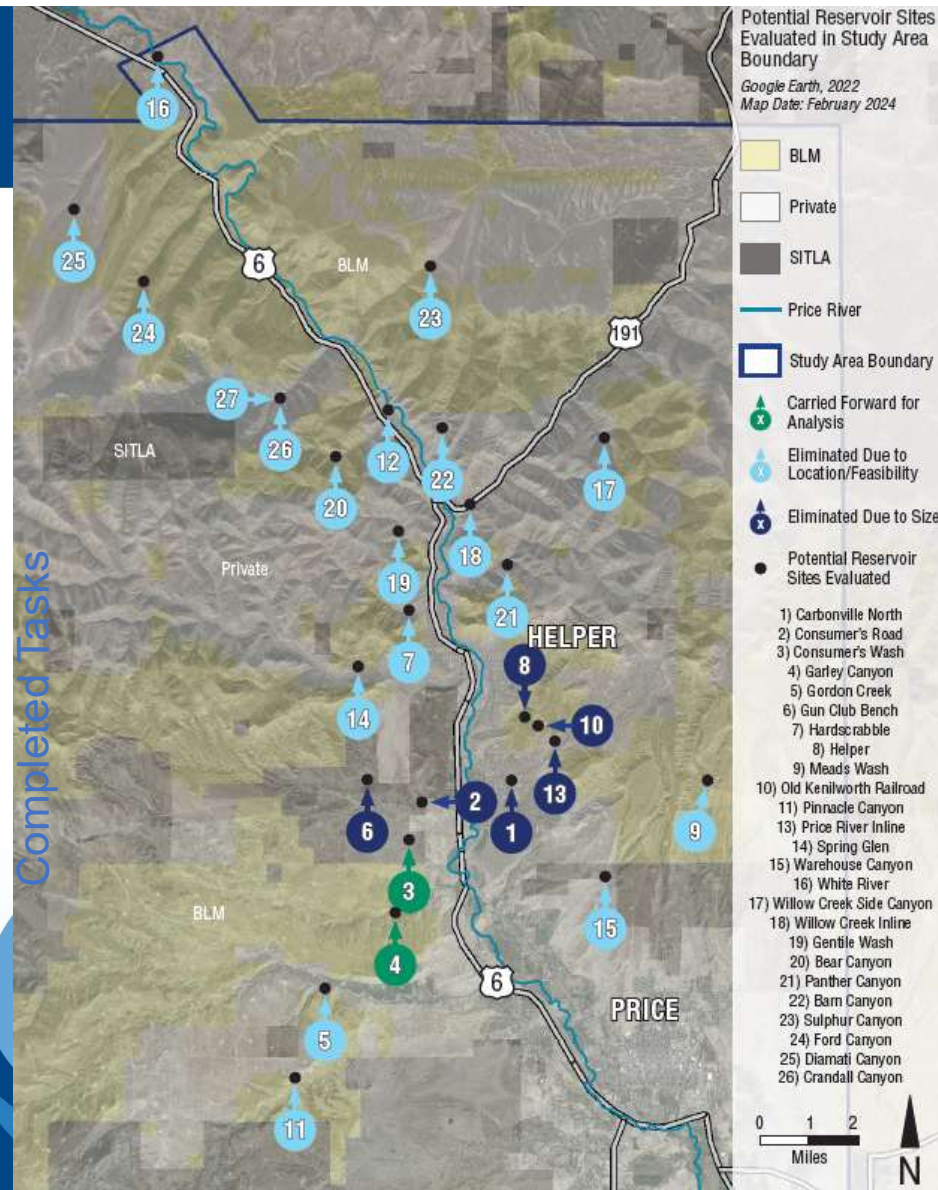 Completed Tasks
Potential Reservoir Sites
Evaluated in Study Area
Boundary
Google Earth, 2022
Map Date: February 2024
BLM
Private
SITLA
Price River
Study Area Boundary
Carried Forward for
Analysis
X
Eliminated Due to
Location/Feasibility
X
Eliminated Due to Size
X
Potential Reservoir
Sites Evaluated
1) Carbonville North
2) Consumer's Road
3) Consumer's Wash
4) Garley Canyon
5) Gordon Creek
6) Gun Club Bench
7) Hardscrabble
8) Helper
9) Meads Wash
10) Old Kenilworth Railroad
11) Pinnacle Canyon
13) Price River Inline
14) Spring Glen
15) Warehouse Canyon
16) White River
17) Willow Creek Side Canyon
18) Willow Creek Inline
19) Gentile Wash
20) Bear Canyon
21) Panther Canyon
22) Barn Canyon
23) Sulphur Canyon
24) Ford Canyon
25) Diamati Canyon
26) Crandall Canyon
0 1 2
Miles
N
16
25
6
BLM
23
24
191
27
26
12
22
17
SITLA
20
18
19
21
Private
HELPER
7
8
14
10
13
2
6
1
9
3
BLM
15
4
6
PRICE
5
11